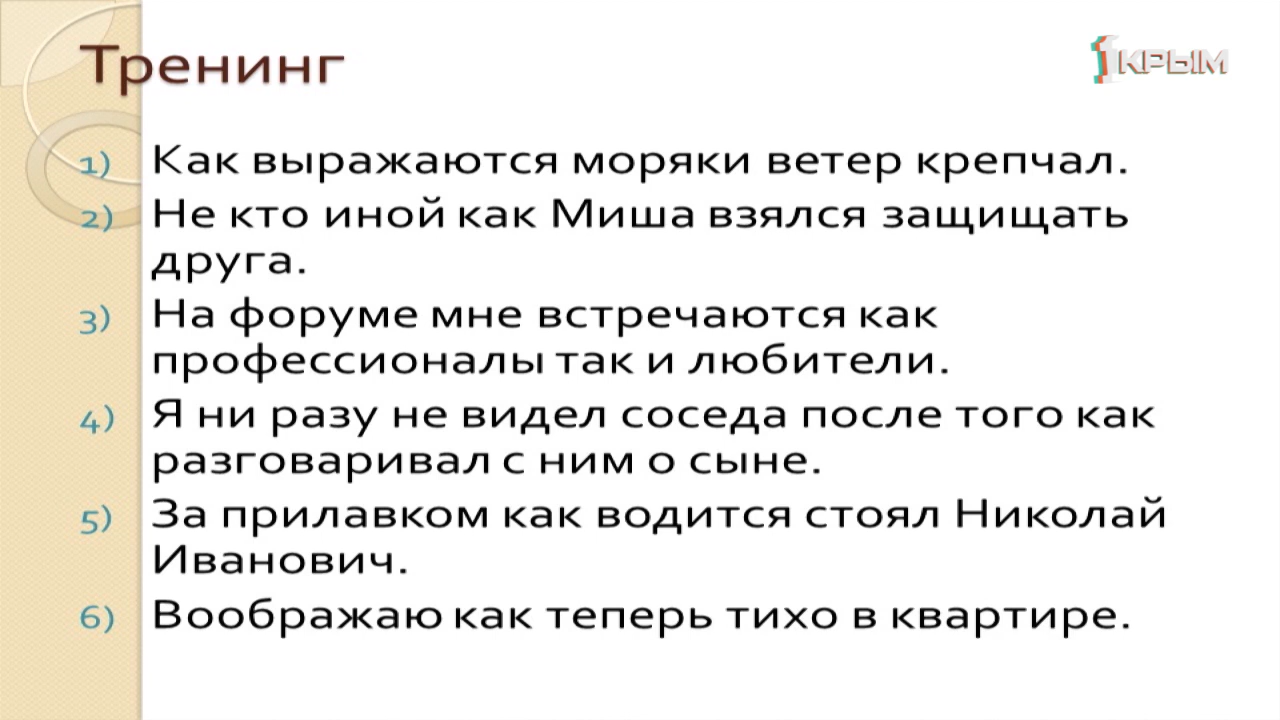 Тренинг
1 КРЫМ
1) Как выражаются моряки ветер крепчал.
2) Не кто иной как Миша взялся защищать
друга.
3) На форуме мне встречаются как
профессионалы так и любители.
4) Я ни разу не видел соседа после того как
разговаривал с ним о сыне.
5) За прилавком как водится стоял Николай
Иванович.
6) Воображаю как теперь тихо в квартире.